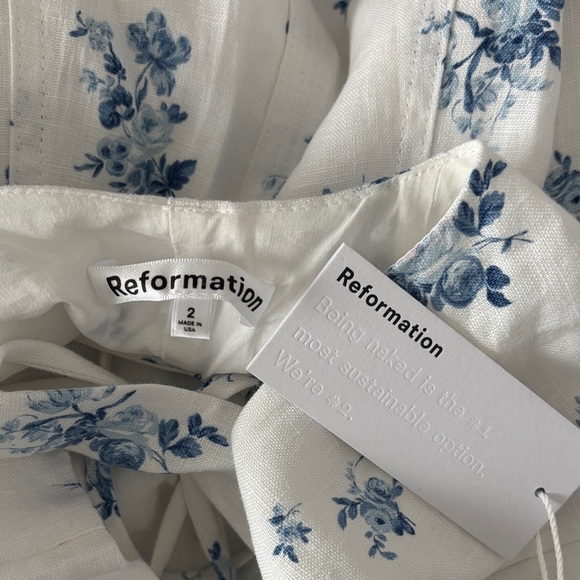 Reformation
2
MADE IN
USA
Reformation
Being naked is the #1
most sustainable option.
We're #2.